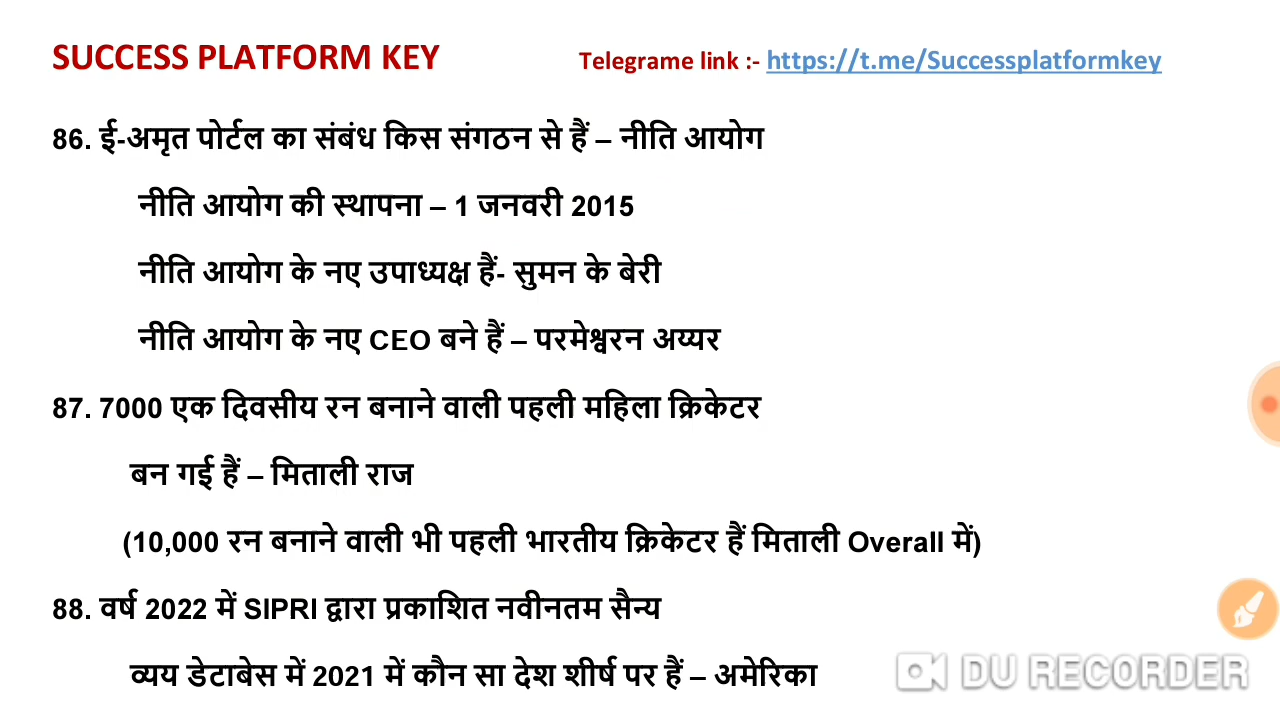 SUCCESS PLATFORM KEY Telegrame link :- https://t.me/Successplatformkey
86. ई-अमृत पोर्टल का संबंध किस संगठन से हैं – नीति आयोग
नीति आयोग की स्थापना – 1 जनवरी 2015
नीति आयोग के नए उपाध्यक्ष हैं- सुमन के बेरी
नीति आयोग के नए CEO बने हैं – परमेश्वरन अय्यर
87. 7000 एक दिवसीय रन बनाने वाली पहली महिला क्रिकेटर
बन गई हैं – मिताली राज
(10,000 रन बनाने वाली भी पहली भारतीय क्रिकेटर हैं मिताली Overall में)
88. वर्ष 2022 में SIPRI द्वारा प्रकाशित नवीनतम सैन्य
व्यय डेटाबेस में 2021 में कौन सा देश शीर्ष पर हैं – अमेरिका
DU RECORDER